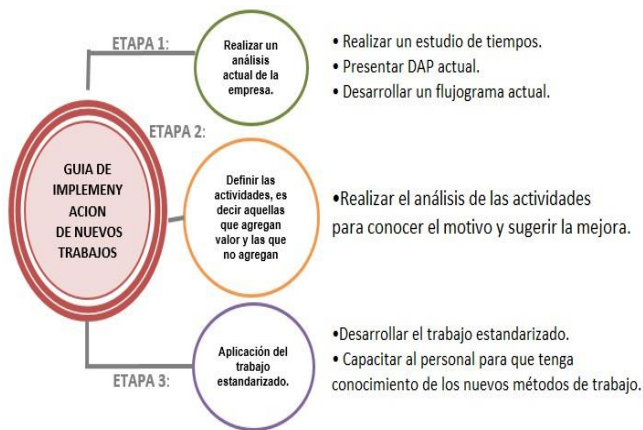 GUIA DE
IMPLEMENY
ACION
DE NUEVOS
TRABAJOS
ETAPA 1:
Realizar un
análisis
actual de la
empresa.
• Realizar un estudio de tiempos.
• Presentar DAP actual.
• Desarrollar un flujograma actual.
ETAPA 2:
Definir las
actividades, es
decir aquellas
que agregan
valor y las que
no agregan
•Realizar el análisis de las actividades
para conocer el motivo y sugerir la mejora.
ETAPA 3:
Aplicación del
trabajo
estandarizado.
•Desarrollar el trabajo estandarizado.
• Capacitar al personal para que tenga
conocimiento de los nuevos métodos de trabajo.